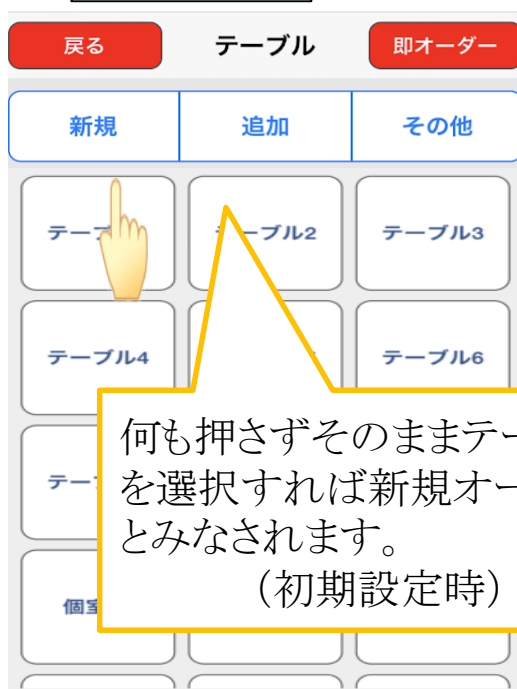 戻る テーブル 即オーダー
新規 追加 その他
テーブル2 テーブル3
テーブル4 テーブル6
何も押さずそのままテー
を選択すれば新規オー
とみなされます。
（初期設定時）